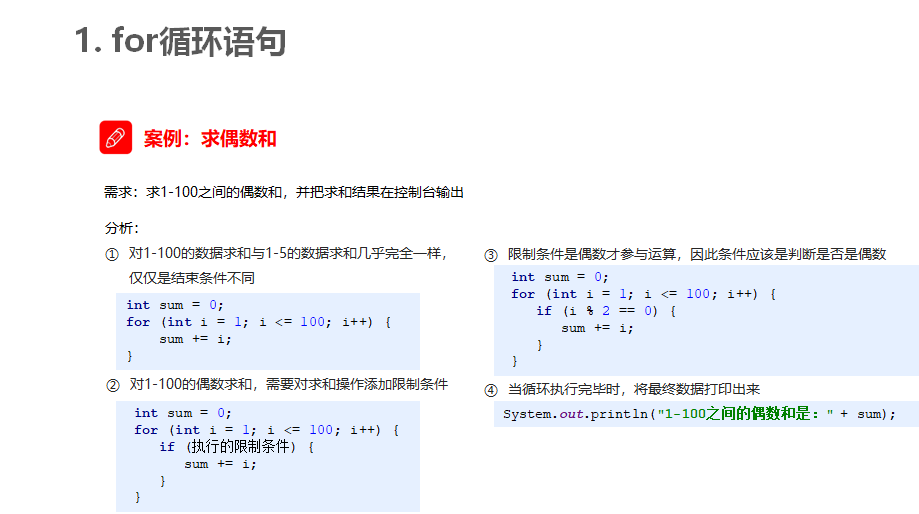 1. for循环语句
案例：求偶数和
需求：求1-100之间的偶数和，并把求和结果在控制台输出
分析：
① 对1-100的数据求和与1-5的数据求和几乎完全一样，
仅仅是结束条件不同
int sum = 0;
for (int i = 1; i <= 100; i++) {
    sum += i;
}
② 对1-100的偶数求和，需要对求和操作添加限制条件
int sum = 0;
for (int i = 1; i <= 100; i++) {
   if (执行的限制条件) {
      sum += i;
   }
}
③ 限制条件是偶数才参与运算，因此条件应该是判断是否是偶数
int sum = 0;
for (int i = 1; i <= 100; i++) {
   if (i % 2 == 0) {
      sum += i;
   }
}
④ 当循环执行完毕时，将最终数据打印出来
System.out.println("1-100之间的偶数和是：" + sum);